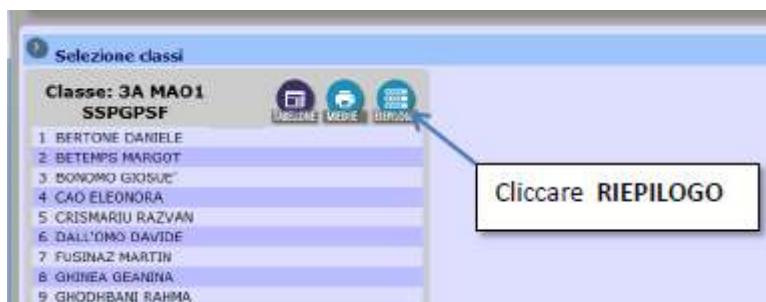 Selezione classi
Classe: 3A MAO1
SSPGPSF
TABELLONE MEDIE RIEPILOGO
1 BERTONE DANIELE
2 BETEMPS MARGOT
3 BONOMO GIOSUE'
4 CAO ELEONORA
5 CRISMARIU RAZVAN
6 DALL'OMO DAVIDE
7 FUSINAZ MARTIN
8 GHINEA GEANINA
9 GHODHBANI RAHMA
Cliccare RIEPILOGO